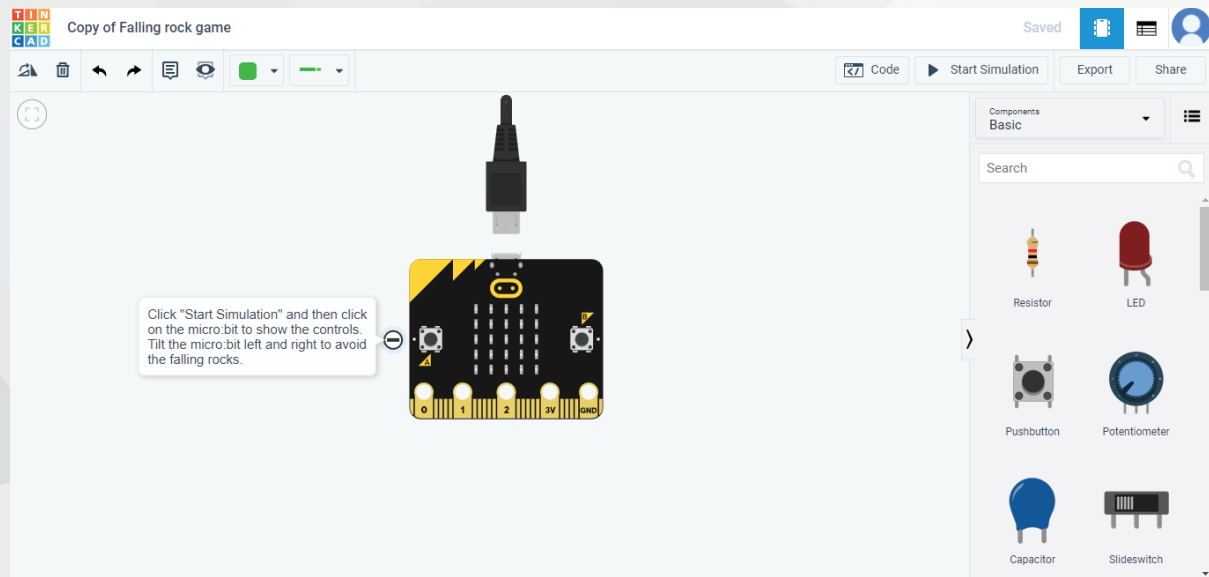 TIN
KER
CAD
Copy of Falling rock game
Saved
Code
Start Simulation
Export
Share
Components
Basic
Search
Click "Start Simulation" and then click
on the micro:bit to show the controls.
Tilt the micro:bit left and right to avoid
the falling rocks.
A
B
0 1 2 3V GND
Resistor
LED
Pushbutton
Potentiometer
Capacitor
Slideswitch